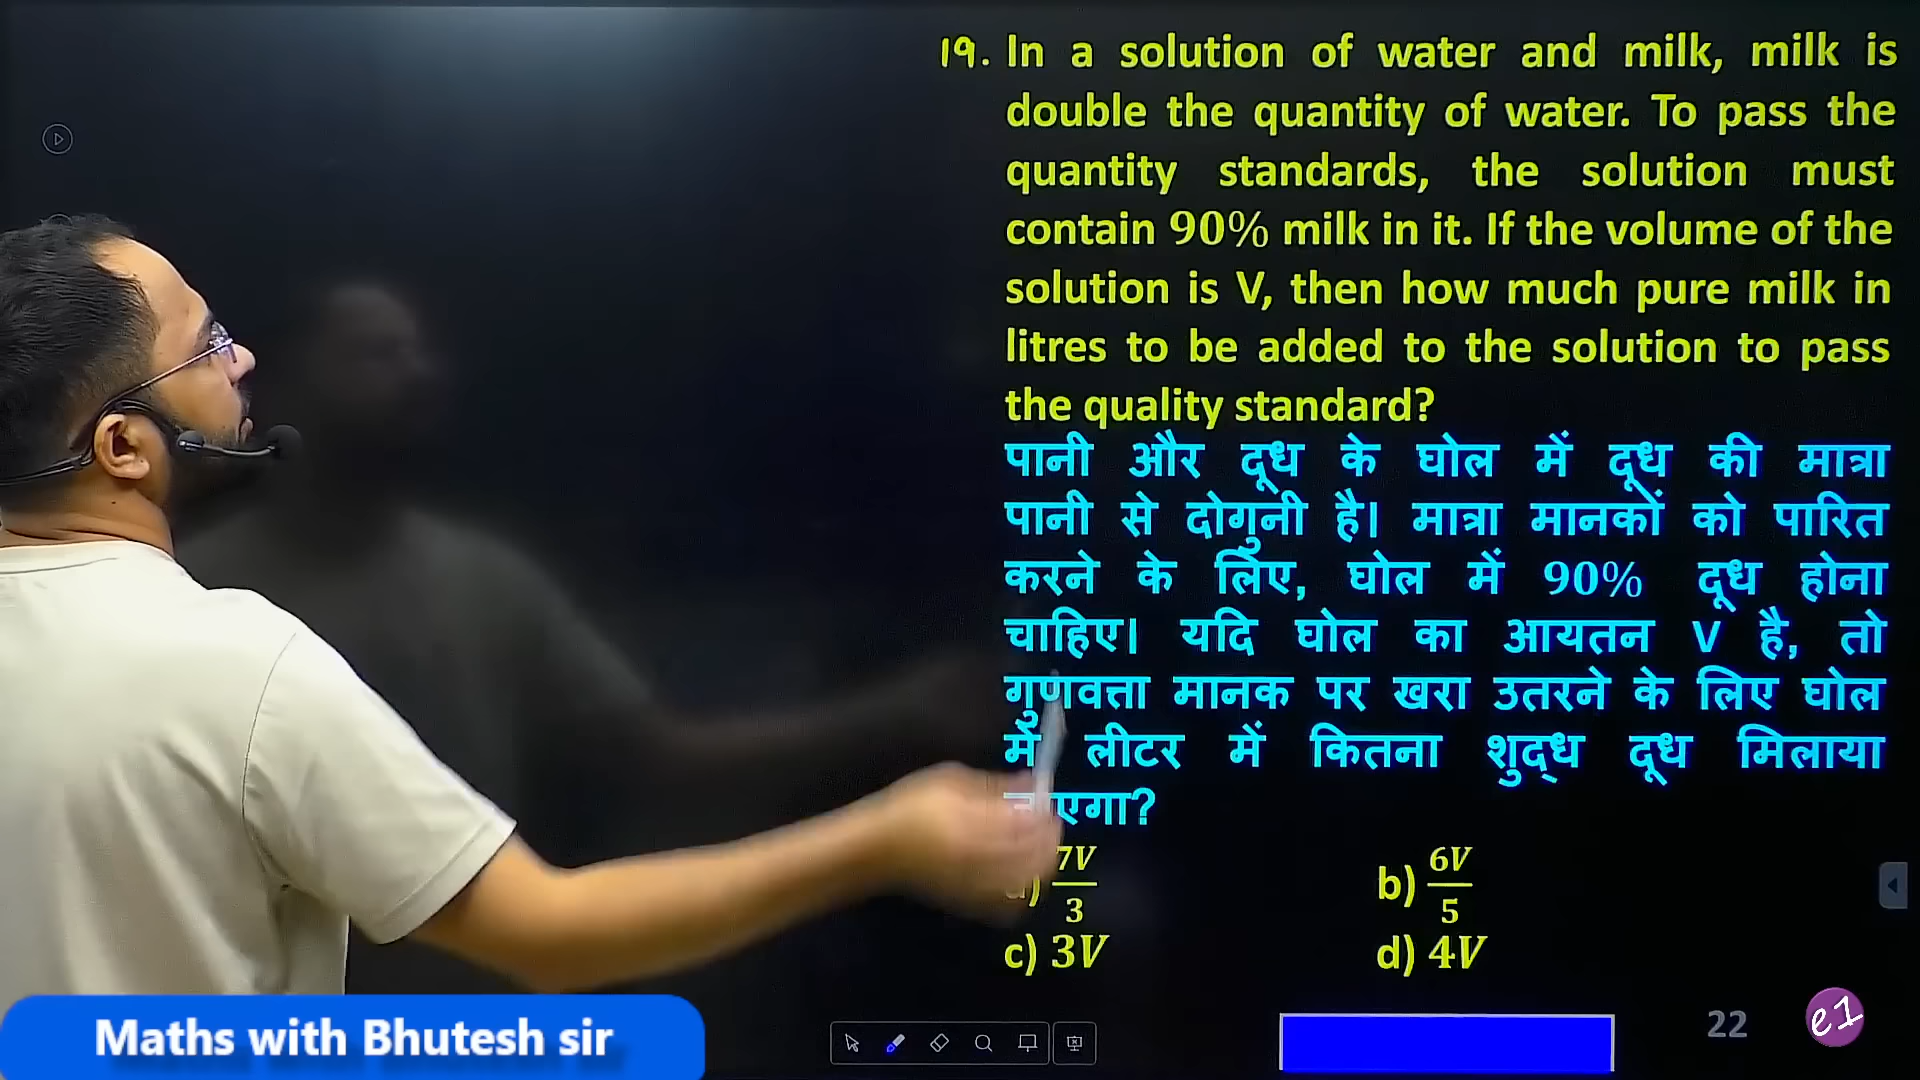 19. In a solution of water and milk, milk is
double the quantity of water. To pass the
quantity standards, the solution must
contain 90% milk in it. If the volume of the
solution is V, then how much pure milk in
litres to be added to the solution to pass
the quality standard?
पानी और दूध के घोल में दूध की मात्रा
पानी से दोगुनी है। मात्रा मानकों को पारित
करने के लिए, घोल में 90% दूध होना
चाहिए। यदि घोल का आयतन V है, तो
गुणवत्ता मानक पर खरा उतरने के लिए घोल
में लीटर में कितना शुद्ध दूध मिलाया
7V/3 b) 6V/5
c) 3V d) 4V
Maths with Bhutesh sir
22
e1